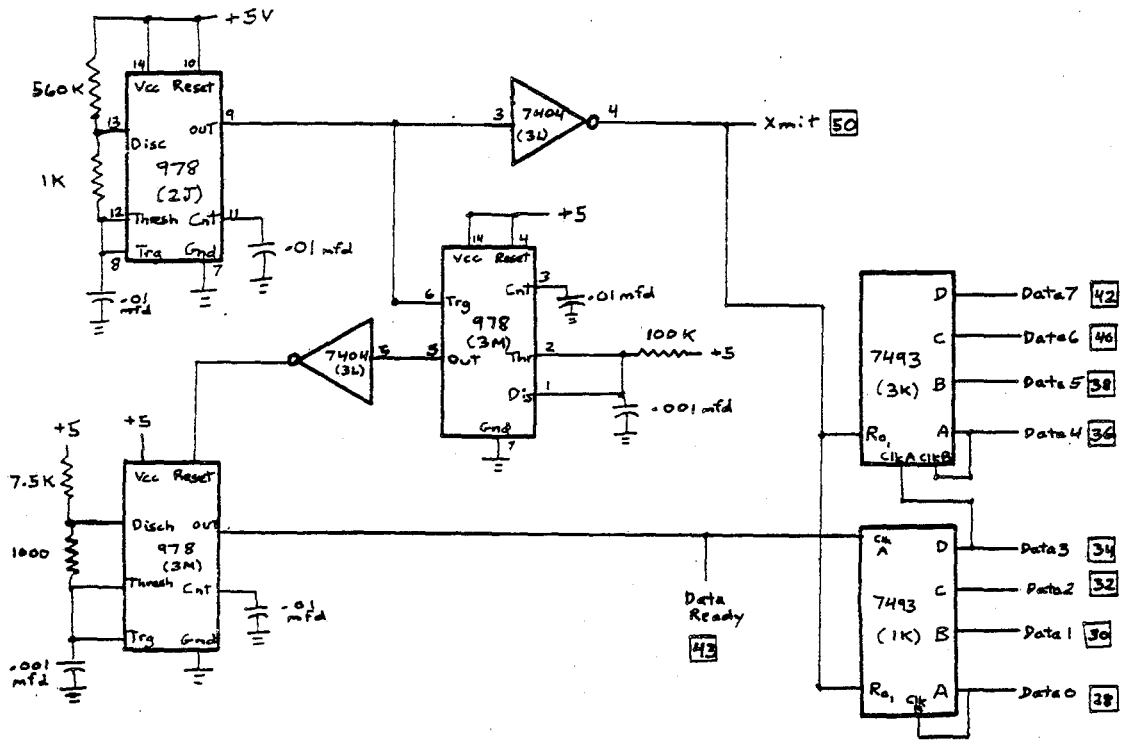 +5V
14 10
560K
Vcc Reset
13
Disc
out 9
978
(2J)
1K
12 Thresh Cnt 11
8 Trg Gnd 7
.01 mfd
.01 mfd
3 7404 4
(3L)
Xmit 50
+5
14 4
Vcc Reset
Cnt 3
.01 mfd
6 Trg
978
(3M)
5 Out
Thr 2
100K
+5
Dis 1
.001 mfd
Gnd 7
7404 5
(3L)
+5
+5
7.5K
Vcc Reset
Disch out
1000
978
(3M)
Thresh Cnt
.01 mfd
Trg Gnd
.001 mfd
Data Ready
43
D Data7 42
C Data6 40
7493
(3K)
B Data5 38
Ro1 A Data4 36
ClkA ClkB
Clk A
D Data3 34
C Data2 32
7493
(1K)
B Data1 30
Ro1 Clk B A Data0 28